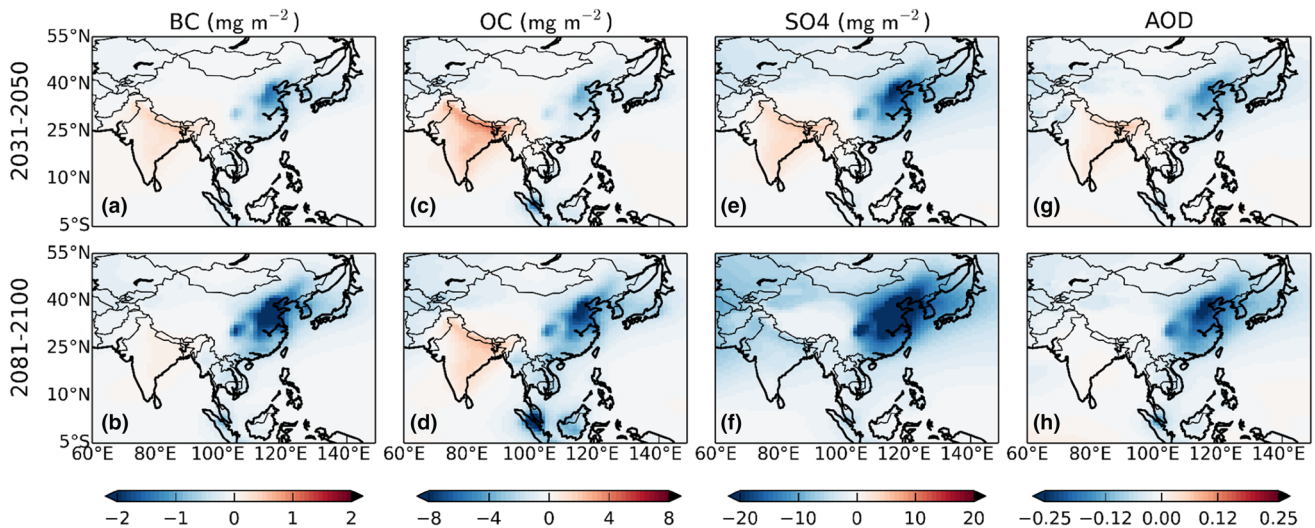 BC (mg m−2) OC (mg m−2) SO4 (mg m−2) AOD
2031-2050
55°N
40°N
25°N
10°N
5°S
(a) (c) (e) (g)
2081-2100
55°N
40°N
25°N
10°N
5°S
(b) (d) (f) (h)
60°E 80°E 100°E 120°E 140°E 60°E 80°E 100°E 120°E 140°E 60°E 80°E 100°E 120°E 140°E 60°E 80°E 100°E 120°E 140°E
−2 −1 0 1 2 −8 −4 0 4 8 −20 −10 0 10 20 −0.25 −0.12 0.00 0.12 0.25